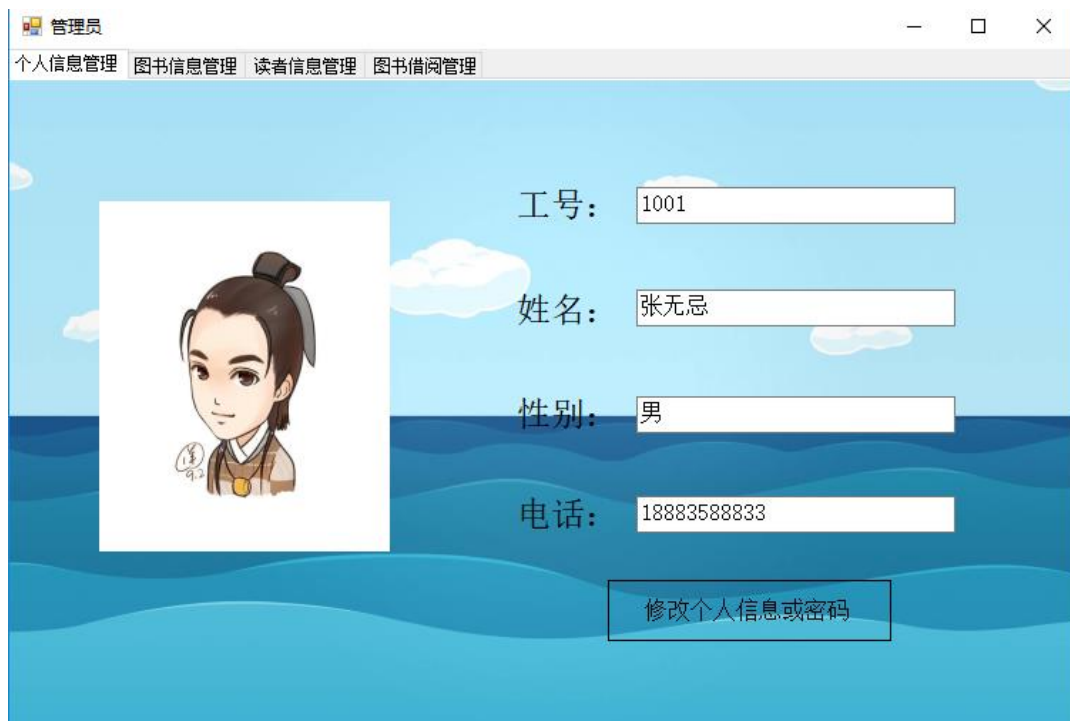 管理员
个人信息管理 图书信息管理 读者信息管理 图书借阅管理
工号： 1001
姓名： 张无忌
性别： 男
电话： 18883588833
修改个人信息或密码
9.2